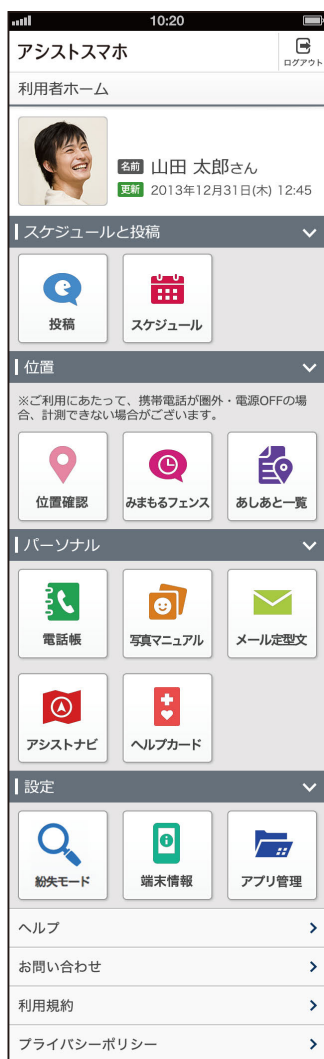 10:20
アシストスマホ
ログアウト
利用者ホーム
名前 山田 太郎さん
更新 2013年12月31日(木) 12:45
スケジュールと投稿
投稿 スケジュール
位置
※ご利用にあたって、携帯電話が圏外・電源OFFの場
合、計測できない場合がございます。
位置確認 みまもるフェンス あしあと一覧
パーソナル
電話帳 写真マニュアル メール定型文
アシストナビ ヘルプカード
設定
紛失モード 端末情報 アプリ管理
ヘルプ
お問い合わせ
利用規約
プライバシーポリシー